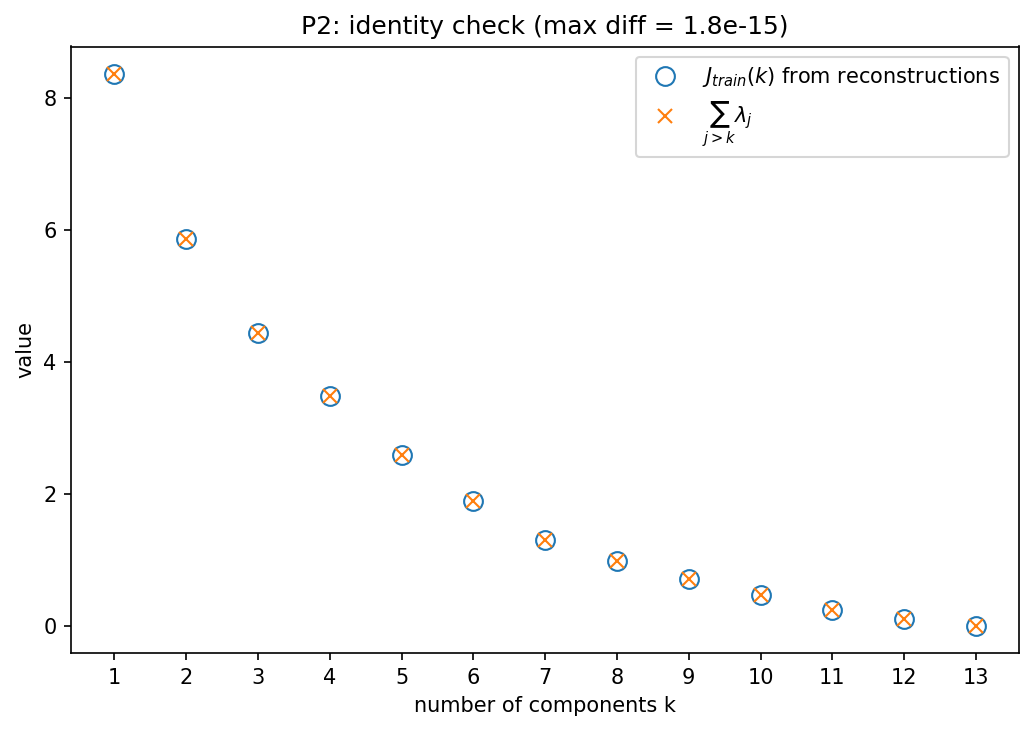 P2: identity check (max diff = 1.8e-15)
J_train(k) from reconstructions
∑_{j>k} λ_j
8
6
4
2
0
value
1 2 3 4 5 6 7 8 9 10 11 12 13
number of components k